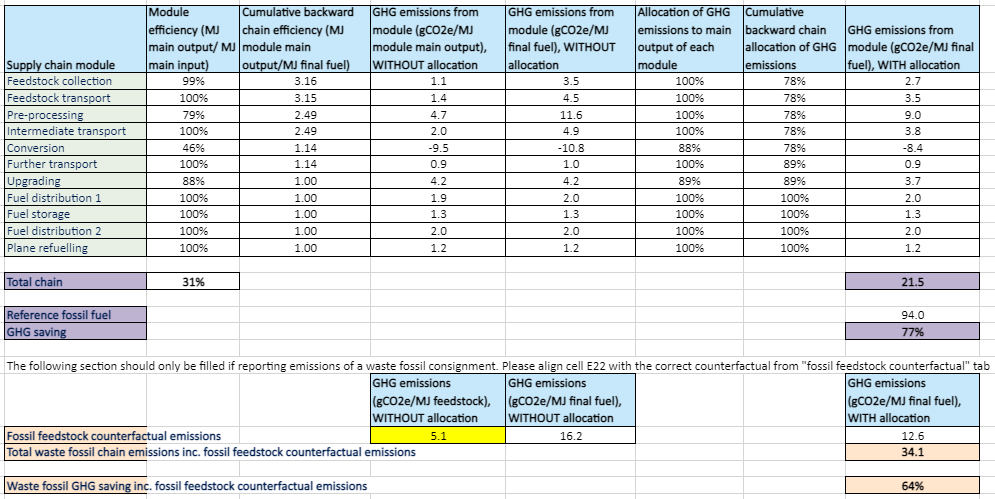 Supply chain module | Module efficiency (MJ main output/ MJ main input) | Cumulative backward chain efficiency (MJ module main output/MJ final fuel) | GHG emissions from module (gCO2e/MJ module main output), WITHOUT allocation | GHG emissions from module (gCO2e/MJ final fuel), WITHOUT allocation | Allocation of GHG emissions to main output of each module | Cumulative backward chain allocation of GHG emissions | GHG emissions from module (gCO2e/MJ final fuel), WITH allocation
Feedstock collection 99% 3.16 1.1 3.5 100% 78% 2.7
Feedstock transport 100% 3.15 1.4 4.5 100% 78% 3.5
Pre-processing 79% 2.49 4.7 11.6 100% 78% 9.0
Intermediate transport 100% 2.49 2.0 4.9 100% 78% 3.8
Conversion 46% 1.14 -9.5 -10.8 88% 78% -8.4
Further transport 100% 1.14 0.9 1.0 100% 89% 0.9
Upgrading 88% 1.00 4.2 4.2 89% 89% 3.7
Fuel distribution 1 100% 1.00 1.9 2.0 100% 100% 2.0
Fuel storage 100% 1.00 1.3 1.3 100% 100% 1.3
Fuel distribution 2 100% 1.00 2.0 2.0 100% 100% 2.0
Plane refuelling 100% 1.00 1.2 1.2 100% 100% 1.2
Total chain 31% 21.5
Reference fossil fuel 94.0
GHG saving 77%
The following section should only be filled if reporting emissions of a waste fossil consignment. Please align cell E22 with the correct counterfactual from "fossil feedstock counterfactual" tab
GHG emissions (gCO2e/MJ feedstock), WITHOUT allocation | GHG emissions (gCO2e/MJ final fuel), WITHOUT allocation | GHG emissions (gCO2e/MJ final fuel), WITH allocation
Fossil feedstock counterfactual emissions 5.1 16.2 12.6
Total waste fossil chain emissions inc. fossil feedstock counterfactual emissions 34.1
Waste fossil GHG saving inc. fossil feedstock counterfactual emissions 64%